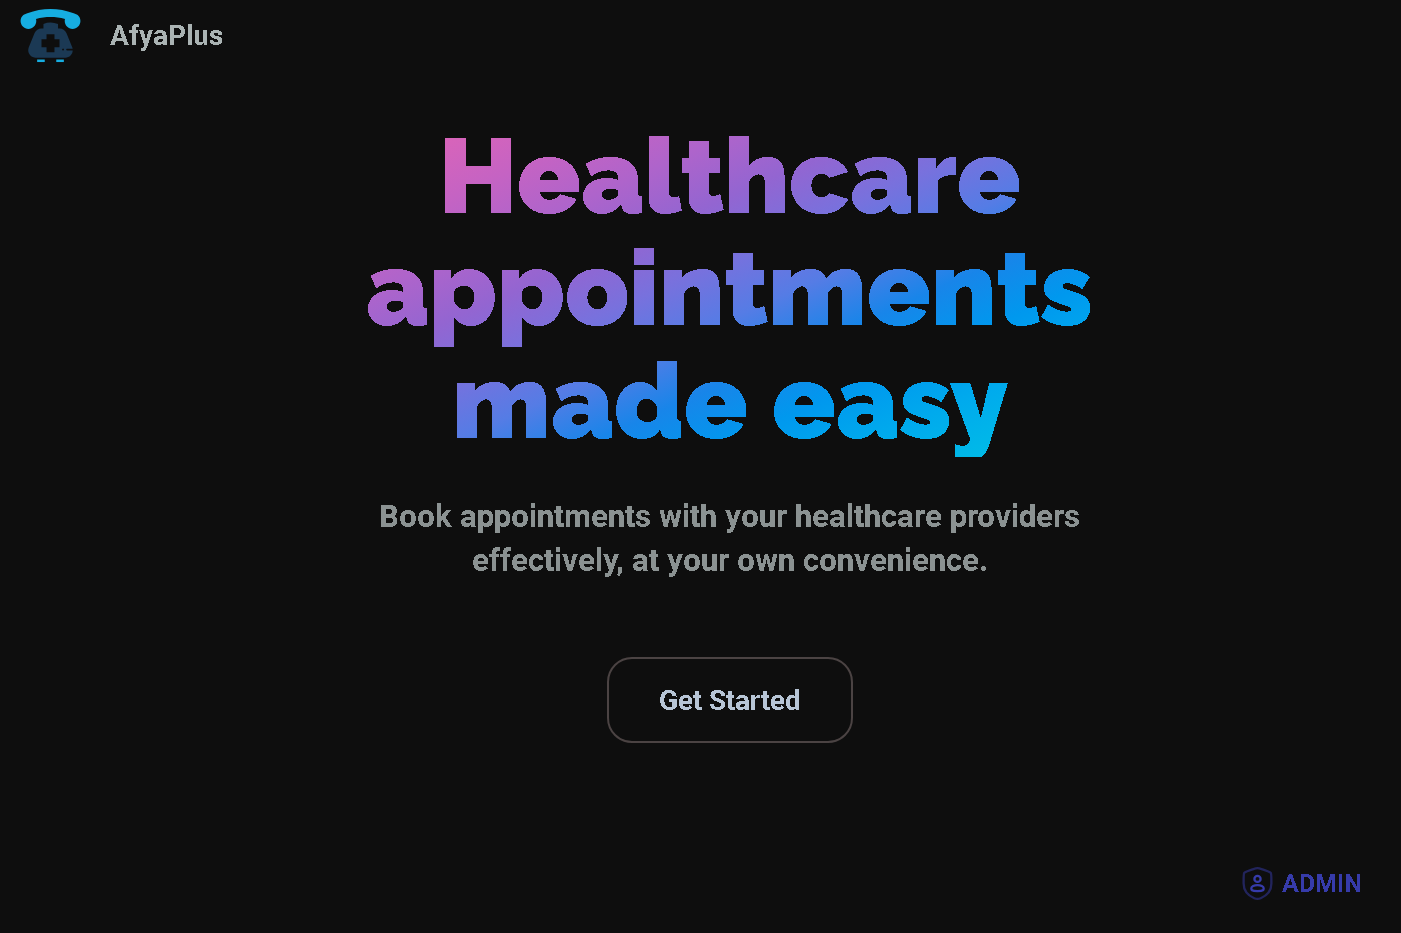 AfyaPlus
Healthcare
appointments
made easy
Book appointments with your healthcare providers
effectively, at your own convenience.
Get Started
ADMIN